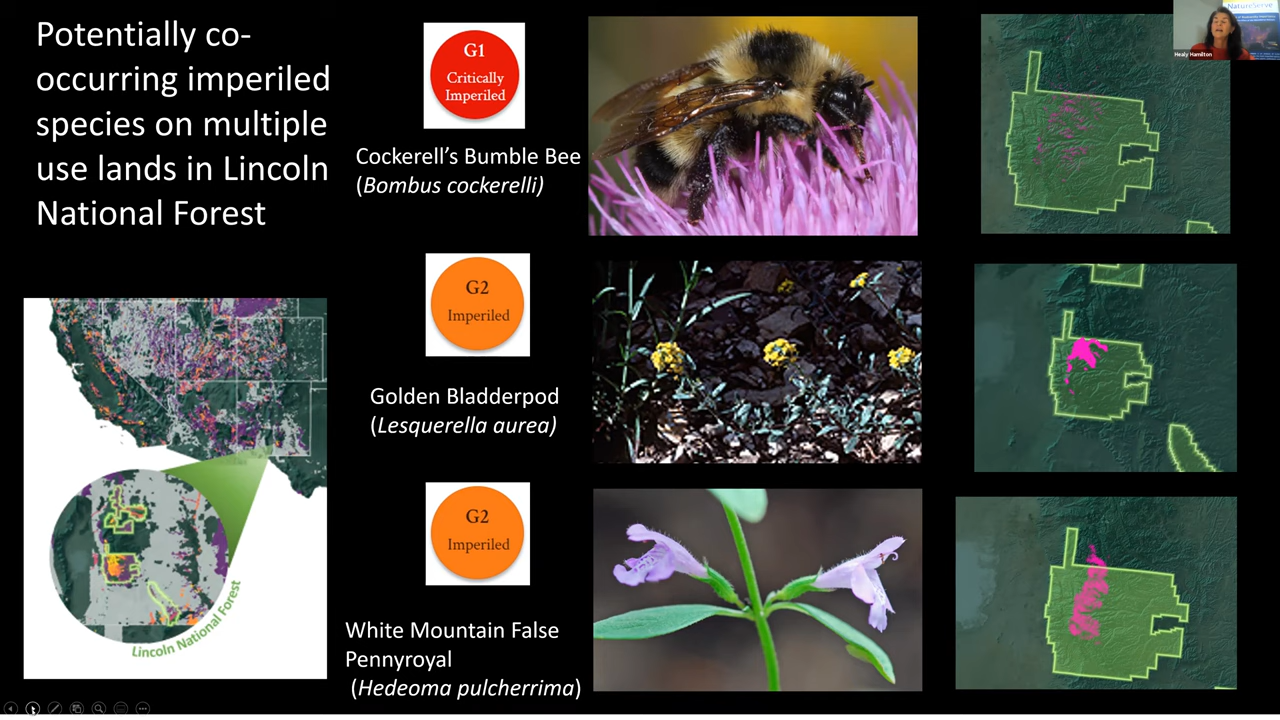 Potentially co-
occurring imperiled
species on multiple
use lands in Lincoln
National Forest
G1
Critically
Imperiled
Cockerell’s Bumble Bee
(Bombus cockerelli)
G2
Imperiled
Golden Bladderpod
(Lesquerella aurea)
G2
Imperiled
White Mountain False
Pennyroyal
(Hedeoma pulcherrima)
Lincoln National Forest
NatureServe
Healy Hamilton